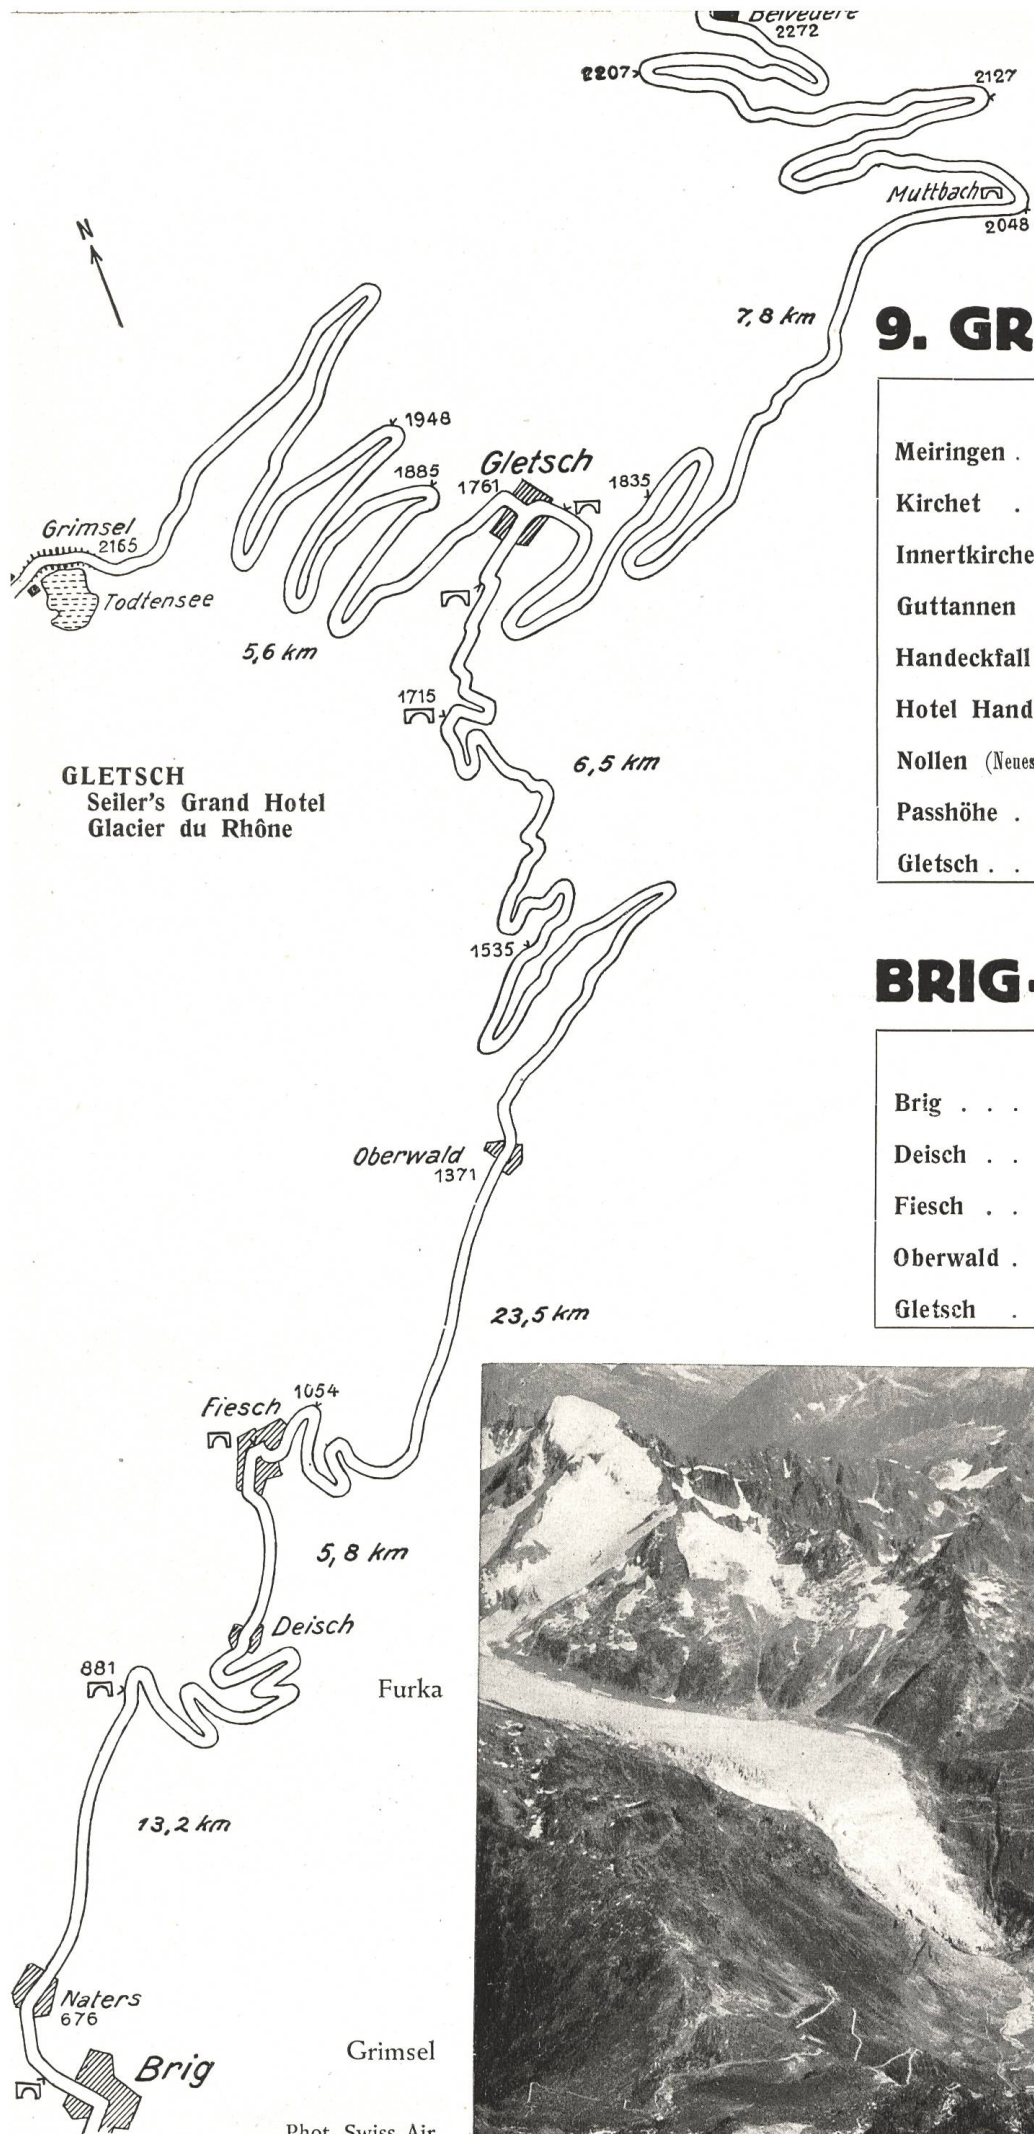 Belvedere
2272
2207
2127
Muttbach
2048
N
7,8 km
1948
1885
Gletsch
1761
1835
Grimsel
2165
Todtensee
5,6 km
1715
6,5 km
GLETSCH
Seiler's Grand Hotel
Glacier du Rhône
1535
Oberwald
1371
23,5 km
Fiesch
1054
5,8 km
Deisch
881
13,2 km
Naters
676
Brig
9. GR
Meiringen .
Kirchet .
Innertkirche
Guttannen
Handeckfall
Hotel Hand
Nollen (Neues
Passhöhe .
Gletsch . .
BRIG-
Brig . . .
Deisch . .
Fiesch . .
Oberwald .
Gletsch .
Furka
Grimsel
Phot. Swiss Air